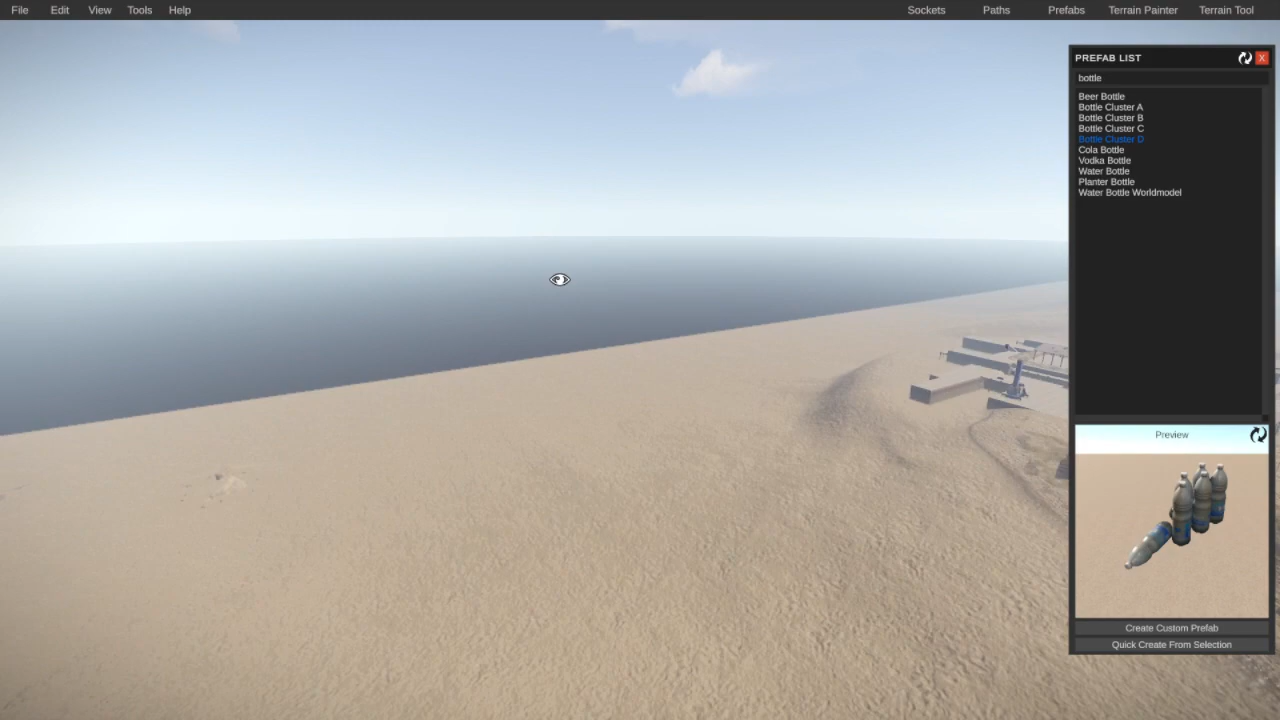 File Edit View Tools Help Sockets Paths Prefabs Terrain Painter Terrain Tool
PREFAB LIST X
bottle
Beer Bottle
Bottle Cluster A
Bottle Cluster B
Bottle Cluster C
Bottle Cluster D
Cola Bottle
Vodka Bottle
Water Bottle
Planter Bottle
Water Bottle Worldmodel
Preview
Create Custom Prefab
Quick Create From Selection